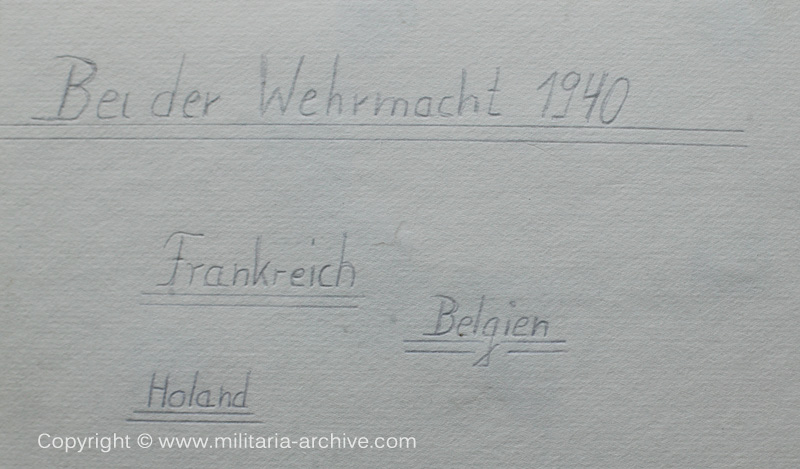 Bei der Wehrmacht 1940
Frankreich
Belgien
Holand
Copyright © www.militaria-archive.com